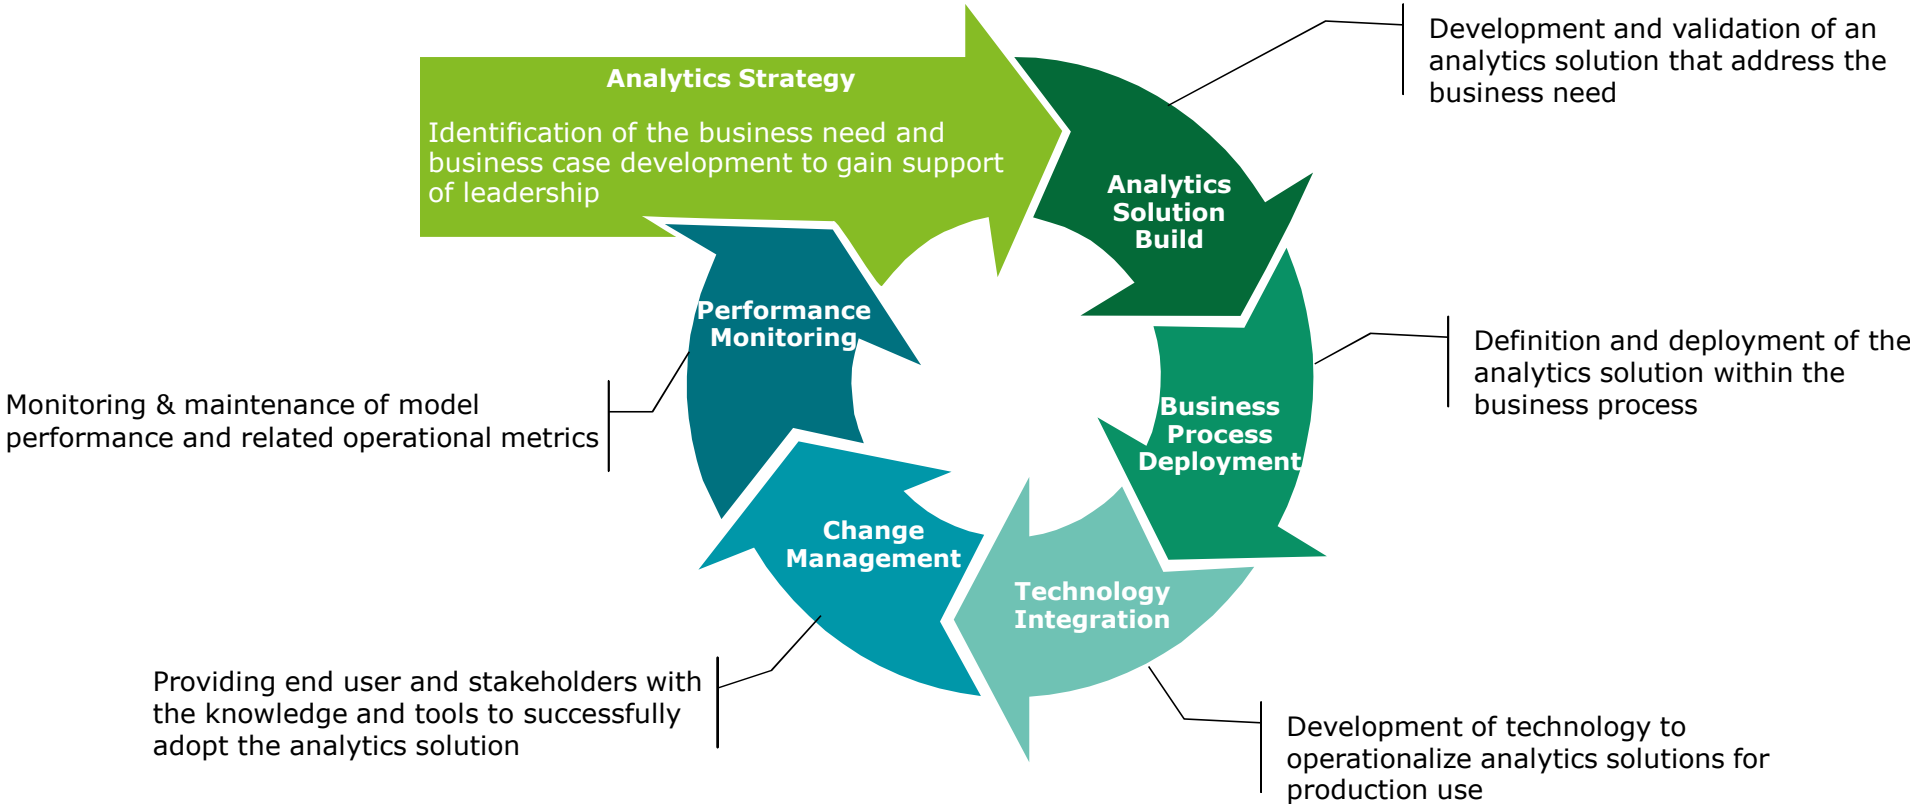 Analytics Strategy
Identification of the business need and
business case development to gain support
of leadership
Development and validation of an
analytics solution that address the
business need
Analytics
Solution
Build
Performance
Monitoring
Definition and deployment of the
analytics solution within the
business process
Monitoring & maintenance of model
performance and related operational metrics
Business
Process
Deployment
Change
Management
Technology
Integration
Providing end user and stakeholders with
the knowledge and tools to successfully
adopt the analytics solution
Development of technology to
operationalize analytics solutions for
production use